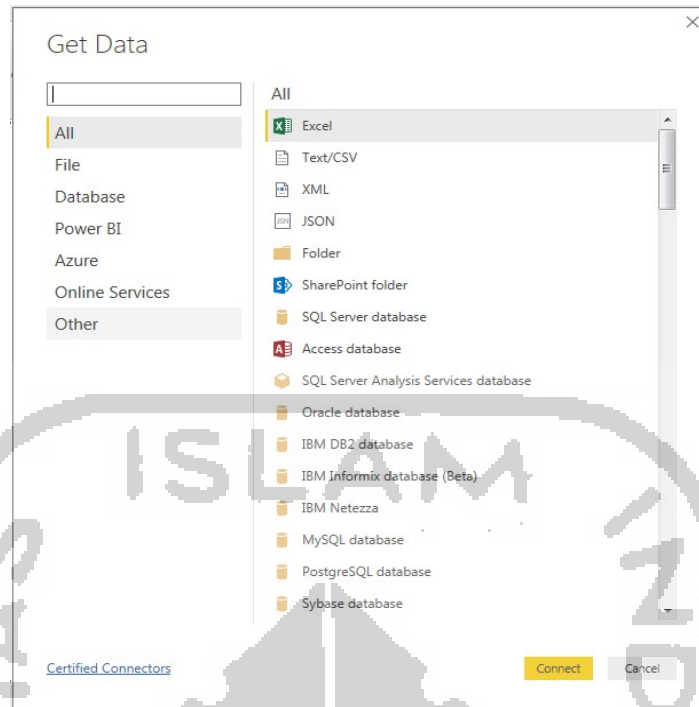 Get Data
All
File
Database
Power BI
Azure
Online Services
Other
All
Excel
Text/CSV
XML
JSON
Folder
SharePoint folder
SQL Server database
Access database
SQL Server Analysis Services database
Oracle database
IBM DB2 database
IBM Informix database (Beta)
IBM Netezza
MySQL database
PostgreSQL database
Sybase database
Certified Connectors
Connect
Cancel
ISLAM